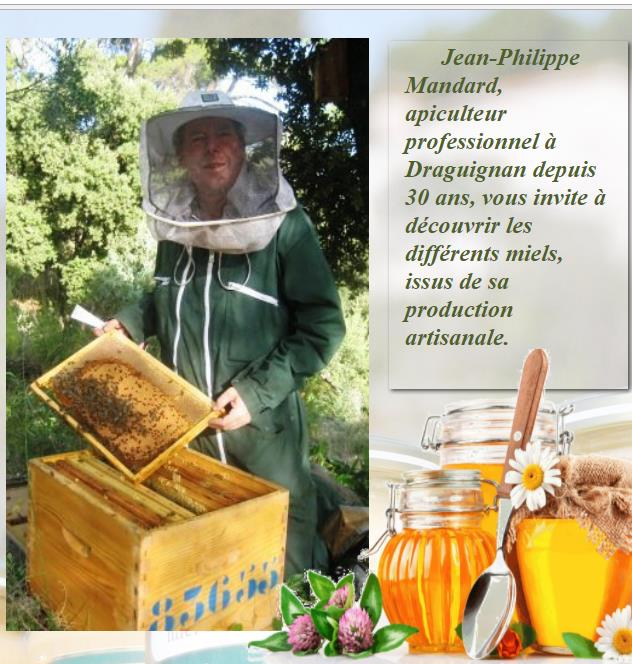 Jean-Philippe
Mandard,
apiculteur
professionnel à
Draguignan depuis
30 ans, vous invite à
découvrir les
différents miels,
issus de sa
production
artisanale.